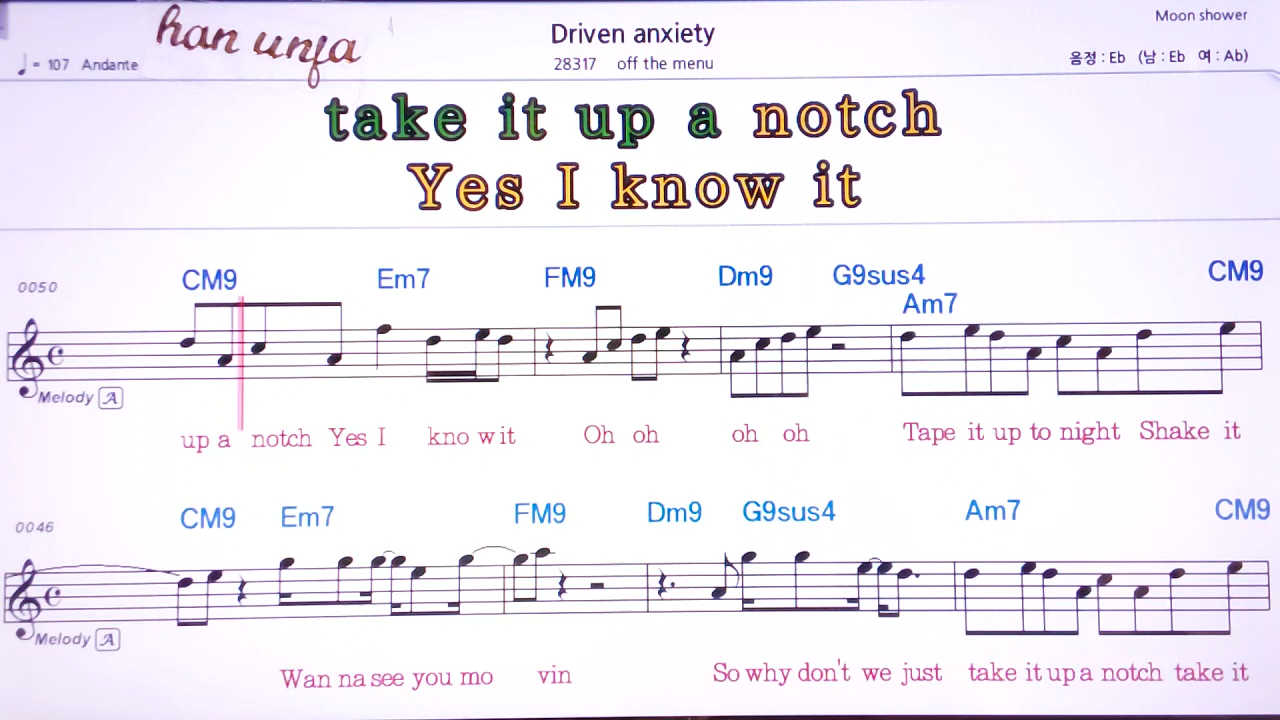 han unfa
Moon shower
Driven anxiety
♩= 107 Andante
28317 off the menu
음정 : Eb (남 : Eb 여 : Ab)
take it up a notch
Yes I know it
CM9 Em7 FM9 Dm9 G9sus4 CM9
Am7
0050
Melody A
up a notch Yes I kno w it Oh oh oh oh Tape it up to night Shake it
CM9 Em7 FM9 Dm9 G9sus4 Am7 CM9
0046
Melody A
Wan na see you mo vin So why don't we just take it up a notch take it